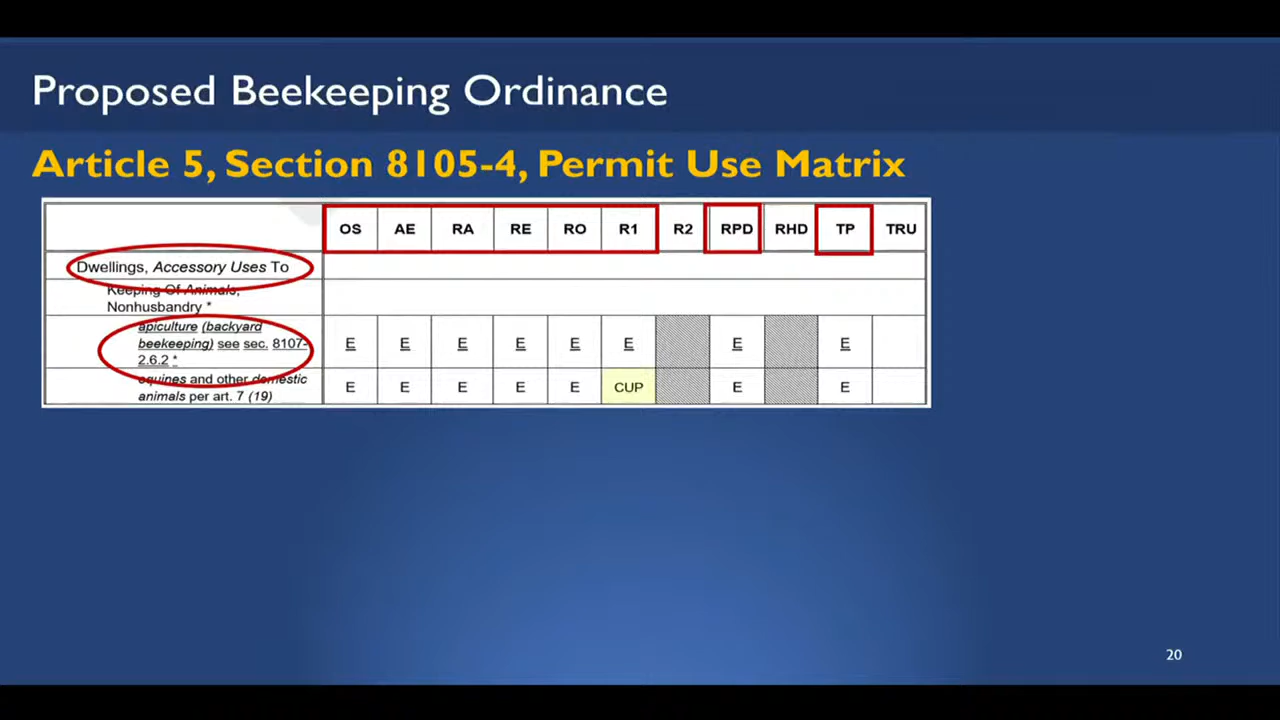 Proposed Beekeeping Ordinance
Article 5, Section 8105-4, Permit Use Matrix
OS AE RA RE RO R1 R2 RPD RHD TP TRU
Dwellings, Accessory Uses To
Keeping Of Animals,
Nonhusbandry *
apiculture (backyard
beekeeping) see sec. 8107-
2.6.2 *
E E E E E E E E
equines and other domestic
animals per art. 7 (19)
E E E E E CUP E E
20